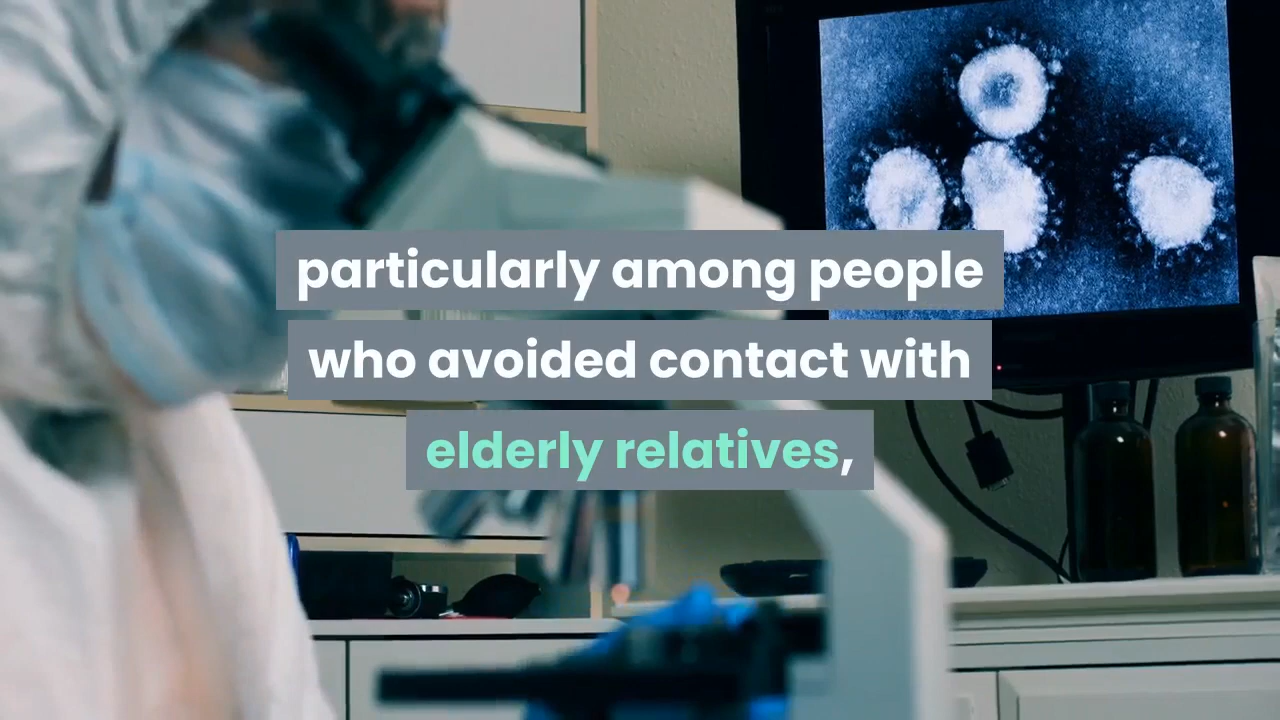 particularly among people
who avoided contact with
elderly relatives,